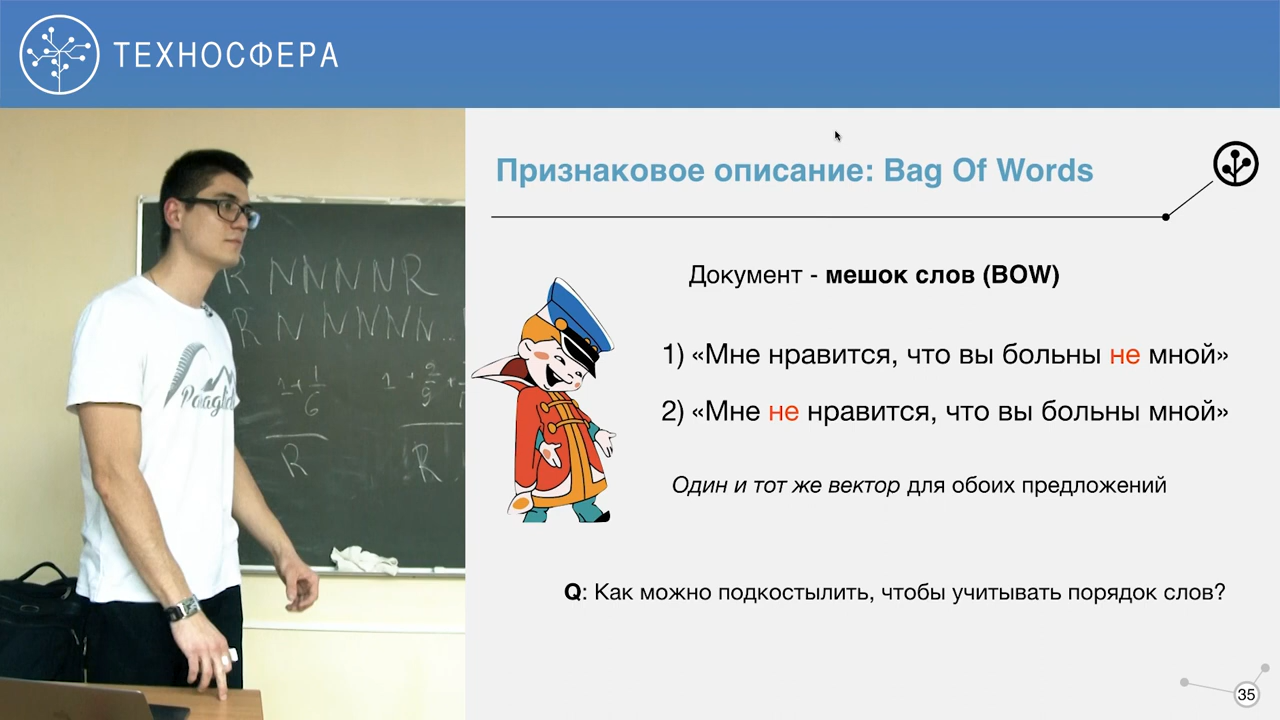 ТЕХНОСФЕРА
Признаковое описание: Bag Of Words
R N N N N N R
R N N N N N . .
Документ - мешок слов (BOW)
1) «Мне нравится, что вы больны не мной»
2) «Мне не нравится, что вы больны мной»
Один и тот же вектор для обоих предложений
R
R
Q: Как можно подкостылить, чтобы учитывать порядок слов?
35